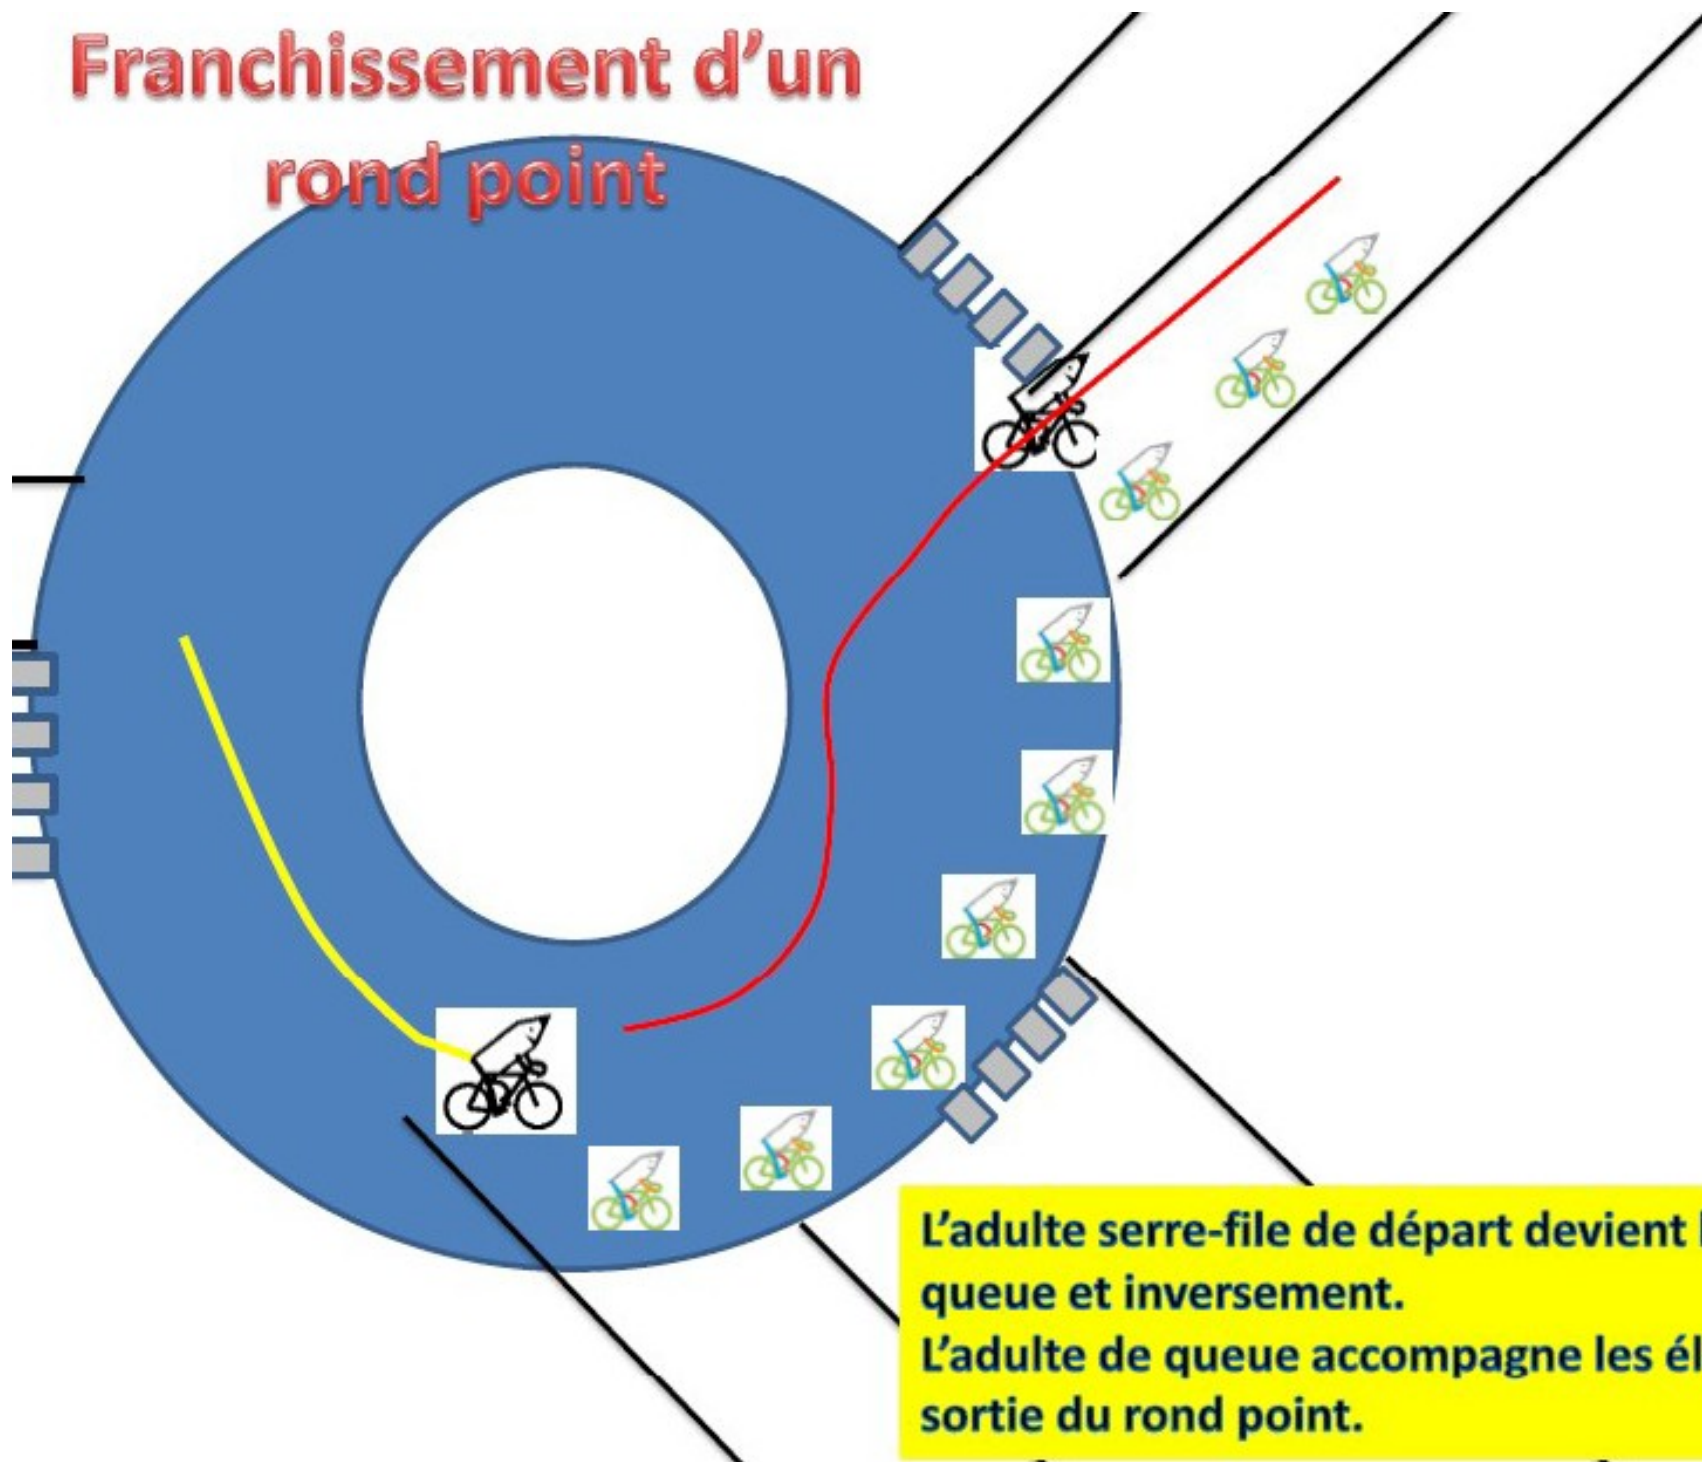 Franchissement d'un
rond point
L'adulte serre-file de départ devient
queue et inversement.
L'adulte de queue accompagne les
sortie du rond point.